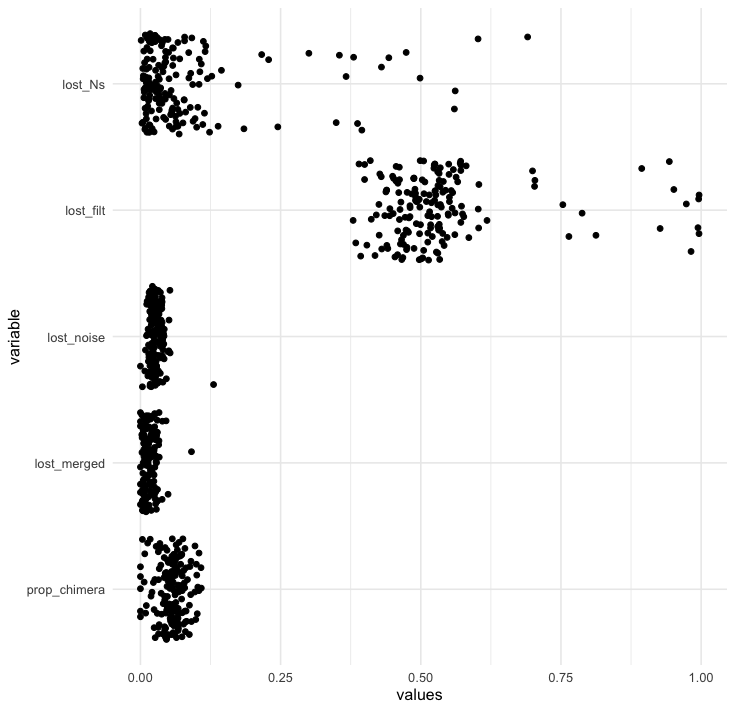 variable
lost_Ns
lost_filt
lost_noise
lost_merged
prop_chimera
0.00 0.25 0.50 0.75 1.00
values